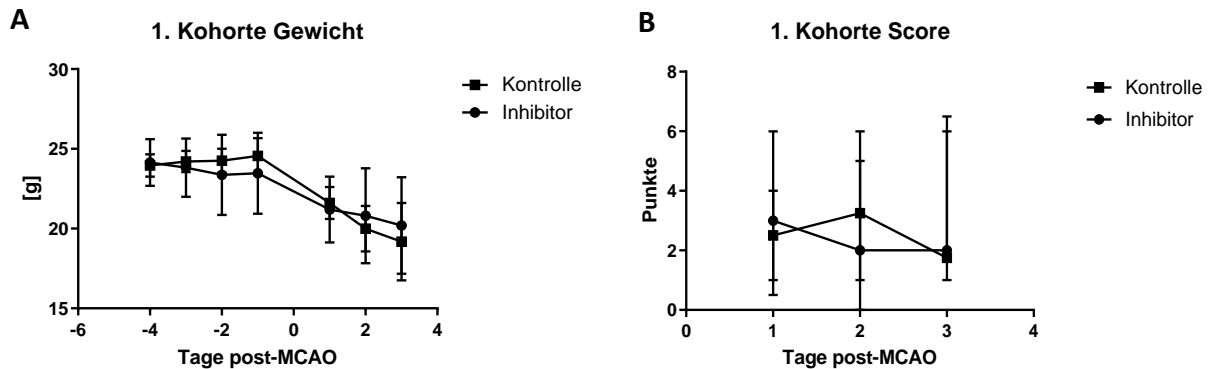 A
1. Kohorte Gewicht
30
25
20
15
[g]
-6 -4 -2 0 2 4
Tage post-MCAO
Kontrolle
Inhibitor
B
1. Kohorte Score
8
6
4
2
0
Punkte
0 1 2 3 4
Tage post-MCAO
Kontrolle
Inhibitor